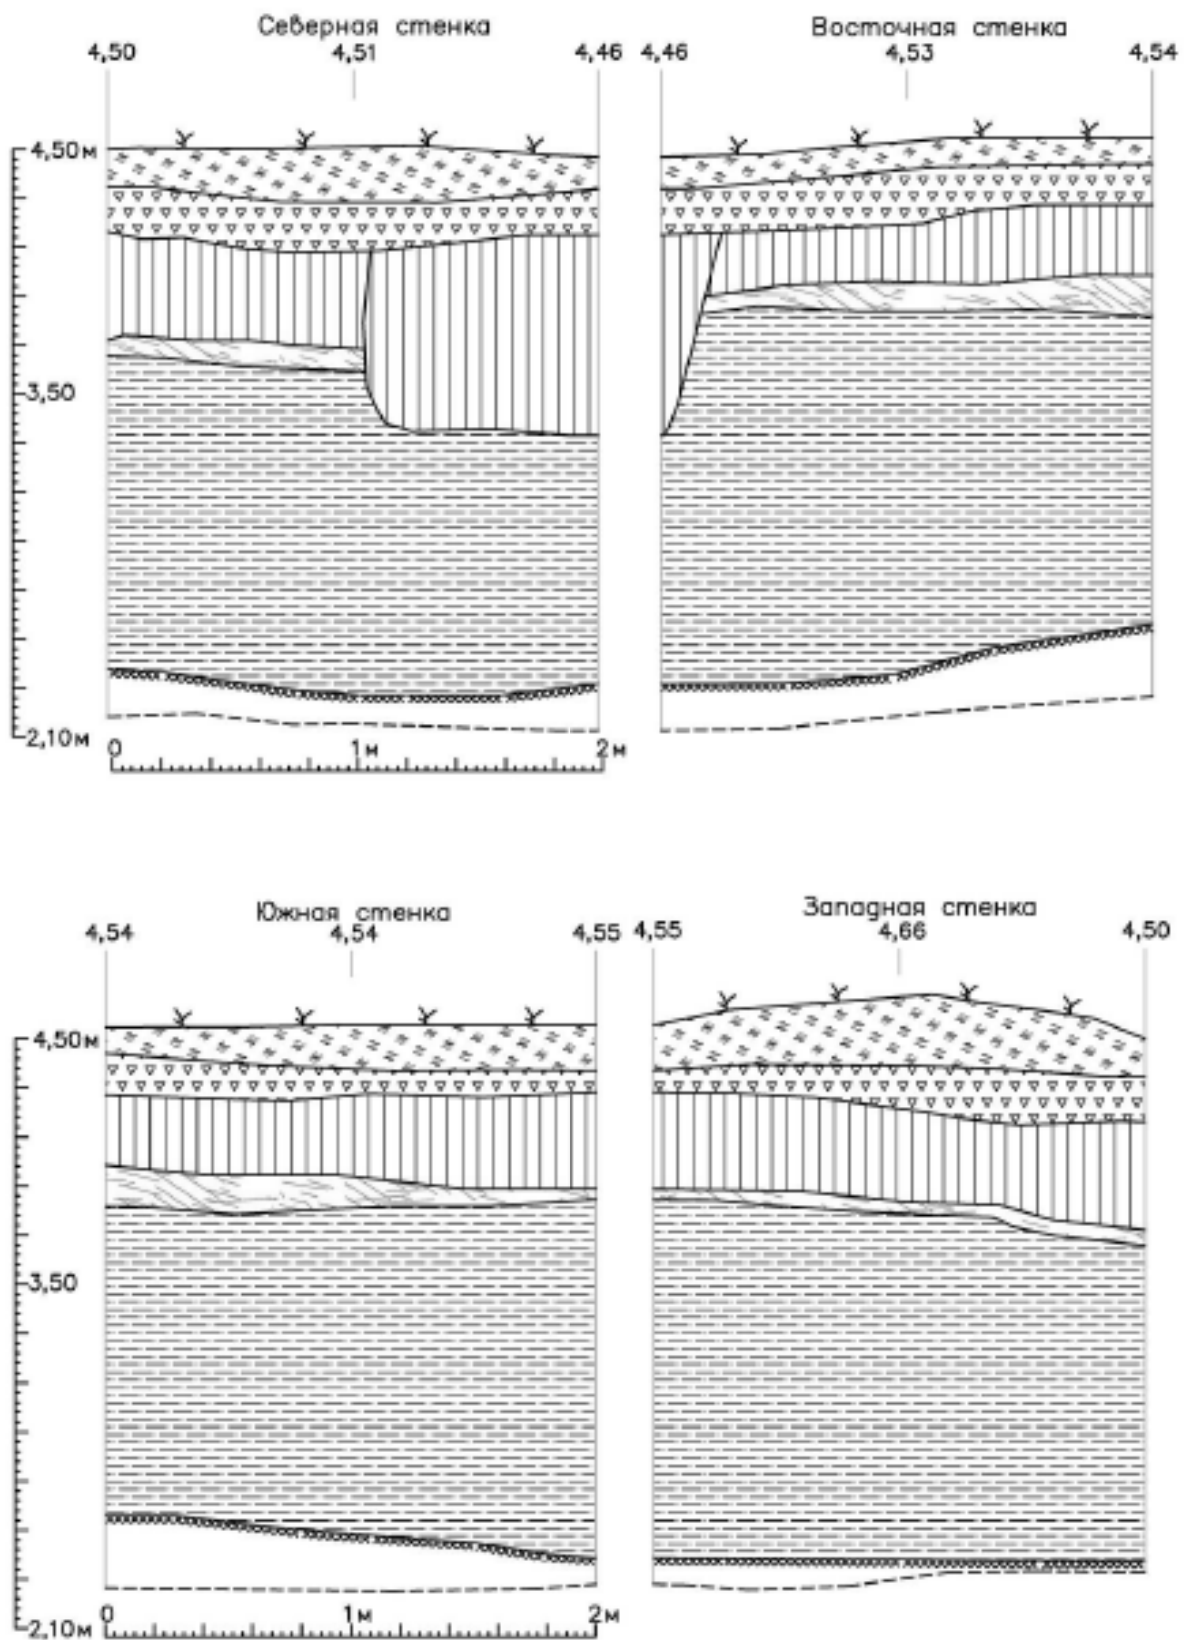 Северная стенка
4,50 4,51 4,46
Восточная стенка
4,46 4,53 4,54
4,50м
3,50
2,10м
0 1м 2м
Южная стенка
4,54 4,54 4,55
Западная стенка
4,55 4,66 4,50
4,50м
3,50
2,10м
0 1м 2м